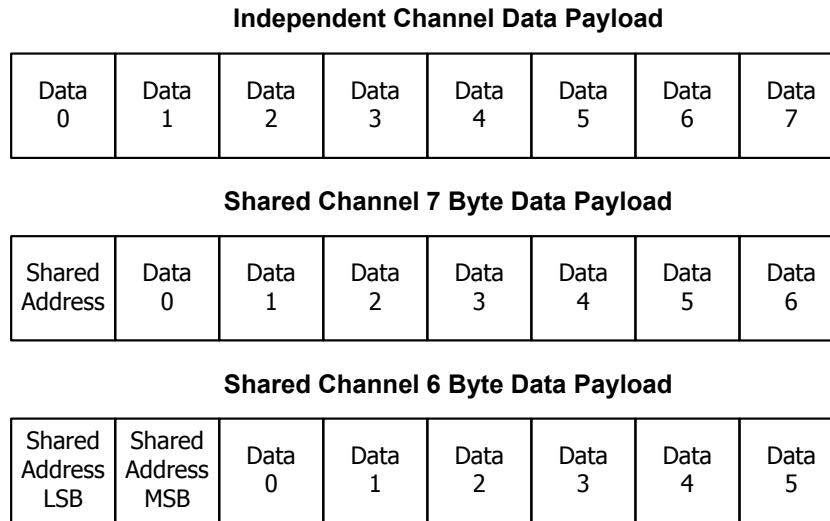 Independent Channel Data Payload
Data 0
Data 1
Data 2
Data 3
Data 4
Data 5
Data 6
Data 7
Shared Channel 7 Byte Data Payload
Shared Address
Data 0
Data 1
Data 2
Data 3
Data 4
Data 5
Data 6
Shared Channel 6 Byte Data Payload
Shared Address LSB
Shared Address MSB
Data 0
Data 1
Data 2
Data 3
Data 4
Data 5